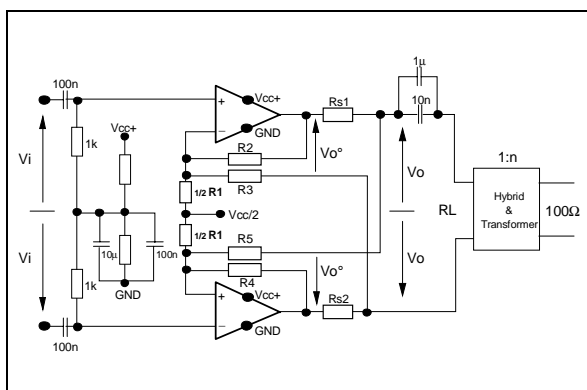 1µ
100n
Vcc+
Rs1
10n
+
_
GND
Vcc+
Vi
1k
R2
Vo°
Vo
1:n
R3
1/2 R1
Hybrid
&
Transformer
RL
100Ω
Vcc/2
1/2 R1
R5
Vi
10µ
100n
Vo°
Vo
R4
1k
GND
Vcc+
+
Rs2
_
GND
100n